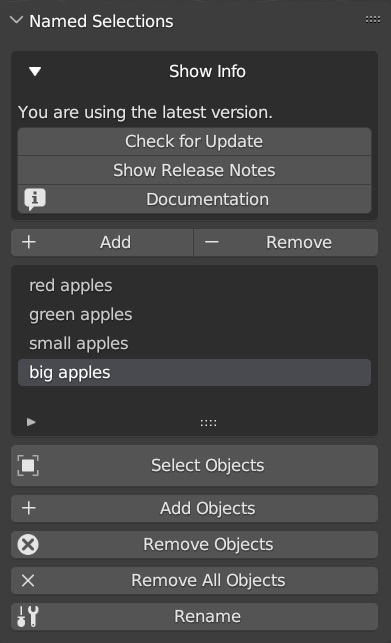 Named Selections
Show Info
You are using the latest version.
Check for Update
Show Release Notes
Documentation
Add
Remove
red apples
green apples
small apples
big apples
Select Objects
Add Objects
Remove Objects
Remove All Objects
Rename